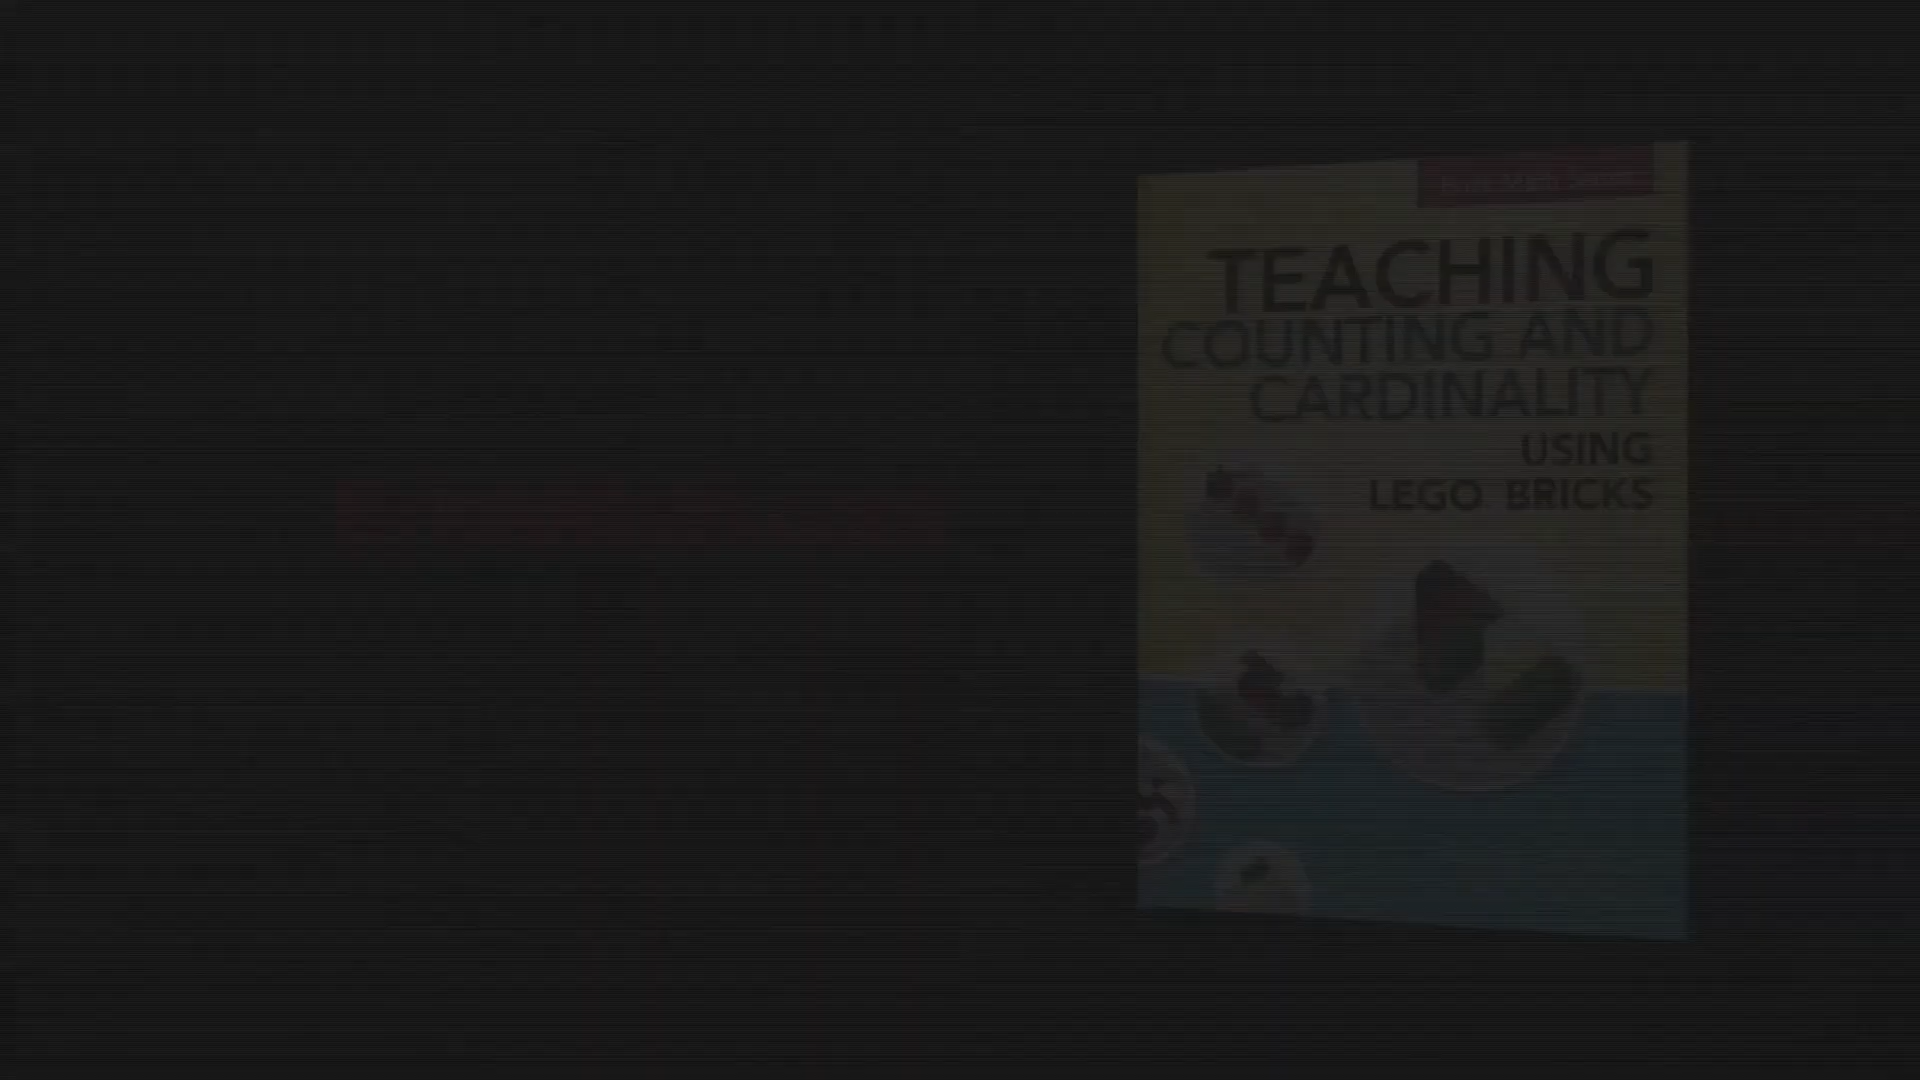 TEACHING
COUNTING AND
CARDINALITY
USING
LEGO BRICKS